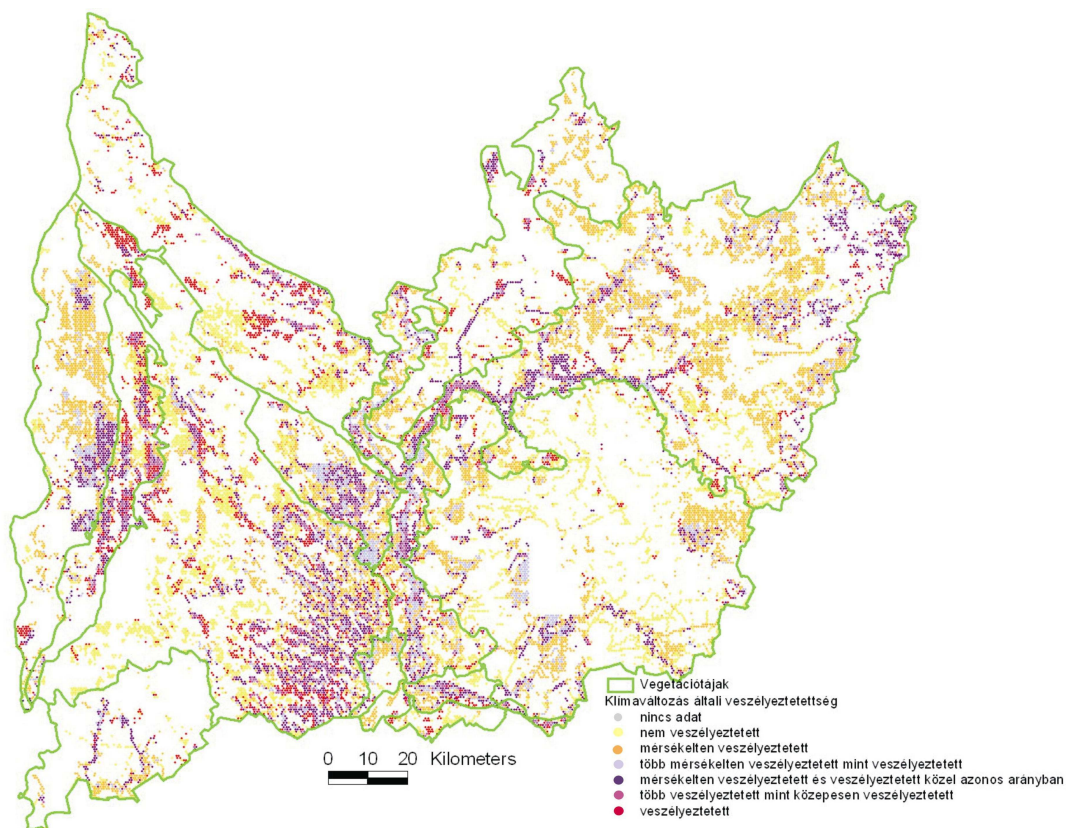 Vegetációtájak
Klímaváltozás általi veszélyeztetettség
nincs adat
nem veszélyeztetett
mérsékelten veszélyeztetett
több mérsékelten veszélyeztetett mint veszélyeztetett
mérsékelten veszélyeztetett és veszélyeztetett közel azonos arányban
több veszélyeztetett mint közepesen veszélyeztetett
veszélyeztetett
0 10 20 Kilometers